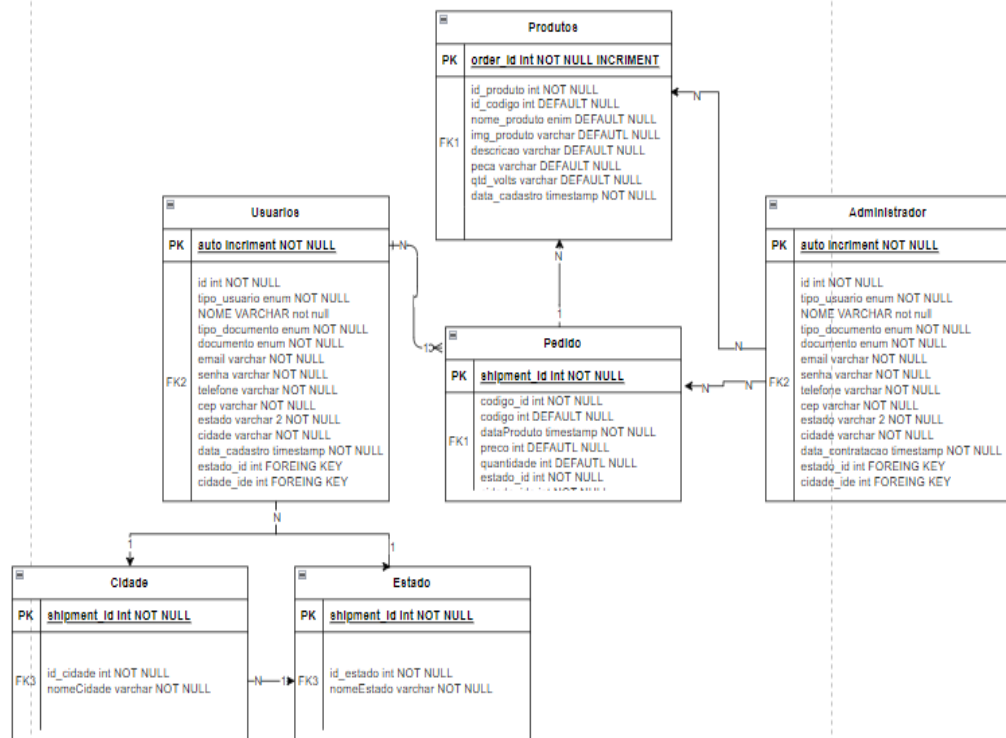 Produtos
PK order_id int NOT NULL INCRIMENT
FK1
id_produto int NOT NULL
id_codigo int DEFAULT NULL
nome_produto enim DEFAULT NULL
img_produto varchar DEFAUTL NULL
descricao varchar DEFAULT NULL
peca varchar DEFAULT NULL
qtd_volts varchar DEFAULT NULL
data_cadastro timestamp NOT NULL
N
Usuarios
PK auto incriment NOT NULL
FK2
id int NOT NULL
tipo_usuario enum NOT NULL
NOME VARCHAR not null
tipo_documento enum NOT NULL
documento enum NOT NULL
email varchar NOT NULL
senha varchar NOT NULL
telefone varchar NOT NULL
cep varchar NOT NULL
estado varchar 2 NOT NULL
cidade varchar NOT NULL
data_cadastro timestamp NOT NULL
estado_id int FOREING KEY
cidade_ide int FOREING KEY
N
1
N
1
Pedido
PK shipment_id int NOT NULL
FK1
codigo_id int NOT NULL
codigo int DEFAULT NULL
dataProduto timestamp NOT NULL
preco int DEFAUTL NULL
quantidade int DEFAUTL NULL
estado_id int NOT NULL
N
N
N
Administrador
PK auto incriment NOT NULL
FK2
id int NOT NULL
tipo_usuario enum NOT NULL
NOME VARCHAR not null
tipo_documento enum NOT NULL
documento enum NOT NULL
email varchar NOT NULL
senha varchar NOT NULL
telefone varchar NOT NULL
cep varchar NOT NULL
estado varchar 2 NOT NULL
cidade varchar NOT NULL
data_contratacao timestamp NOT NULL
estado_id int FOREING KEY
cidade_ide int FOREING KEY
N
1
1
Cidade
PK shipment_id int NOT NULL
FK3
id_cidade int NOT NULL
nomeCidade varchar NOT NULL
N
1
Estado
PK shipment_id int NOT NULL
FK3
id_estado int NOT NULL
nomeEstado varchar NOT NULL